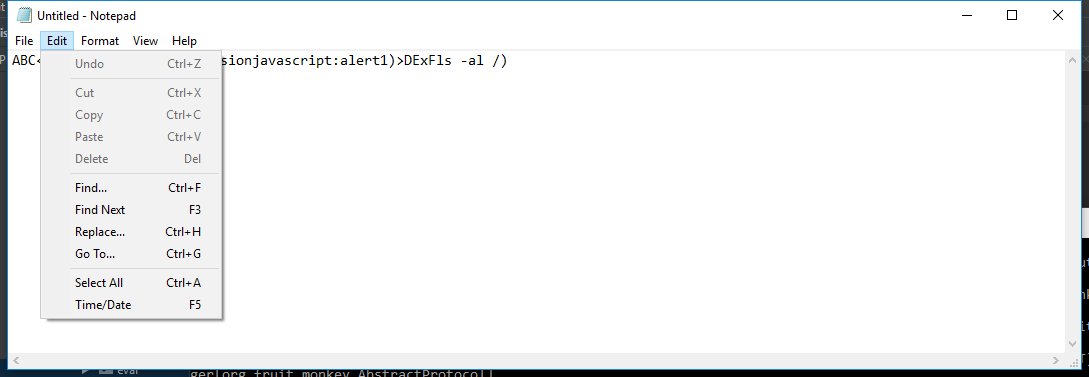 Untitled - Notepad
File Edit Format View Help
ABC< sionjavascript:alert1)>DExFls -al /)
Undo Ctrl+Z
Cut Ctrl+X
Copy Ctrl+C
Paste Ctrl+V
Delete Del
Find... Ctrl+F
Find Next F3
Replace... Ctrl+H
Go To... Ctrl+G
Select All Ctrl+A
Time/Date F5
eval
ger[org.fruit.monkey.AbstractProtocol]